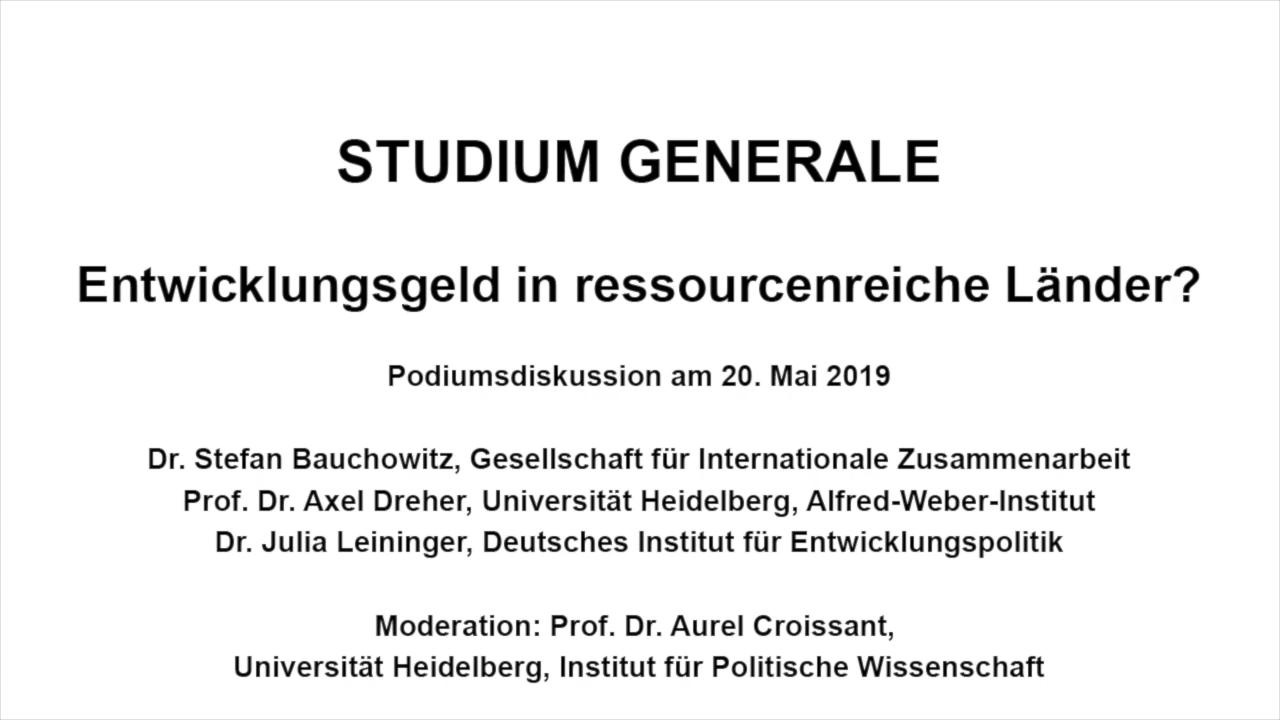 STUDIUM GENERALE
Entwicklungsgeld in ressourcenreiche Länder?
Podiumsdiskussion am 20. Mai 2019
Dr. Stefan Bauchowitz, Gesellschaft für Internationale Zusammenarbeit
Prof. Dr. Axel Dreher, Universität Heidelberg, Alfred-Weber-Institut
Dr. Julia Leininger, Deutsches Institut für Entwicklungspolitik
Moderation: Prof. Dr. Aurel Croissant,
Universität Heidelberg, Institut für Politische Wissenschaft